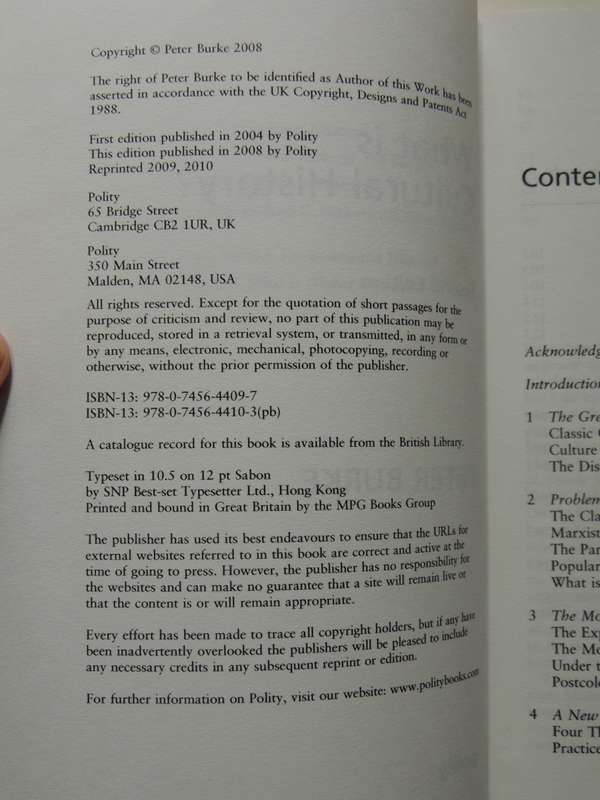 Copyright © Peter Burke 2008
The right of Peter Burke to be identified as Author of this Work has been
asserted in accordance with the UK Copyright, Designs and Patents Act
1988.
First edition published in 2004 by Polity
This edition published in 2008 by Polity
Reprinted 2009, 2010
Polity
65 Bridge Street
Cambridge CB2 1UR, UK
Polity
350 Main Street
Malden, MA 02148, USA
All rights reserved. Except for the quotation of short passages for the
purpose of criticism and review, no part of this publication may be
reproduced, stored in a retrieval system, or transmitted, in any form or
by any means, electronic, mechanical, photocopying, recording or
otherwise, without the prior permission of the publisher.
ISBN-13: 978-0-7456-4409-7
ISBN-13: 978-0-7456-4410-3(pb)
A catalogue record for this book is available from the British Library.
Typeset in 10.5 on 12 pt Sabon
by SNP Best-set Typesetter Ltd., Hong Kong
Printed and bound in Great Britain by the MPG Books Group
The publisher has used its best endeavours to ensure that the URLs for
external websites referred to in this book are correct and active at the
time of going to press. However, the publisher has no responsibility for
the websites and can make no guarantee that a site will remain live or
that the content is or will remain appropriate.
Every effort has been made to trace all copyright holders, but if any have
been inadvertently overlooked the publishers will be pleased to include
any necessary credits in any subsequent reprint or edition.
For further information on Polity, visit our website: www.politybooks.com
Conten
Acknowledg
Introduction
1 The Gre
Classic
Culture
The Dis
2 Problem
The Cla
Marxist
The Par
Popular
What is
3 The Mo
The Exp
The Me
Under t
Postcolo
4 A New
Four Th
Practice